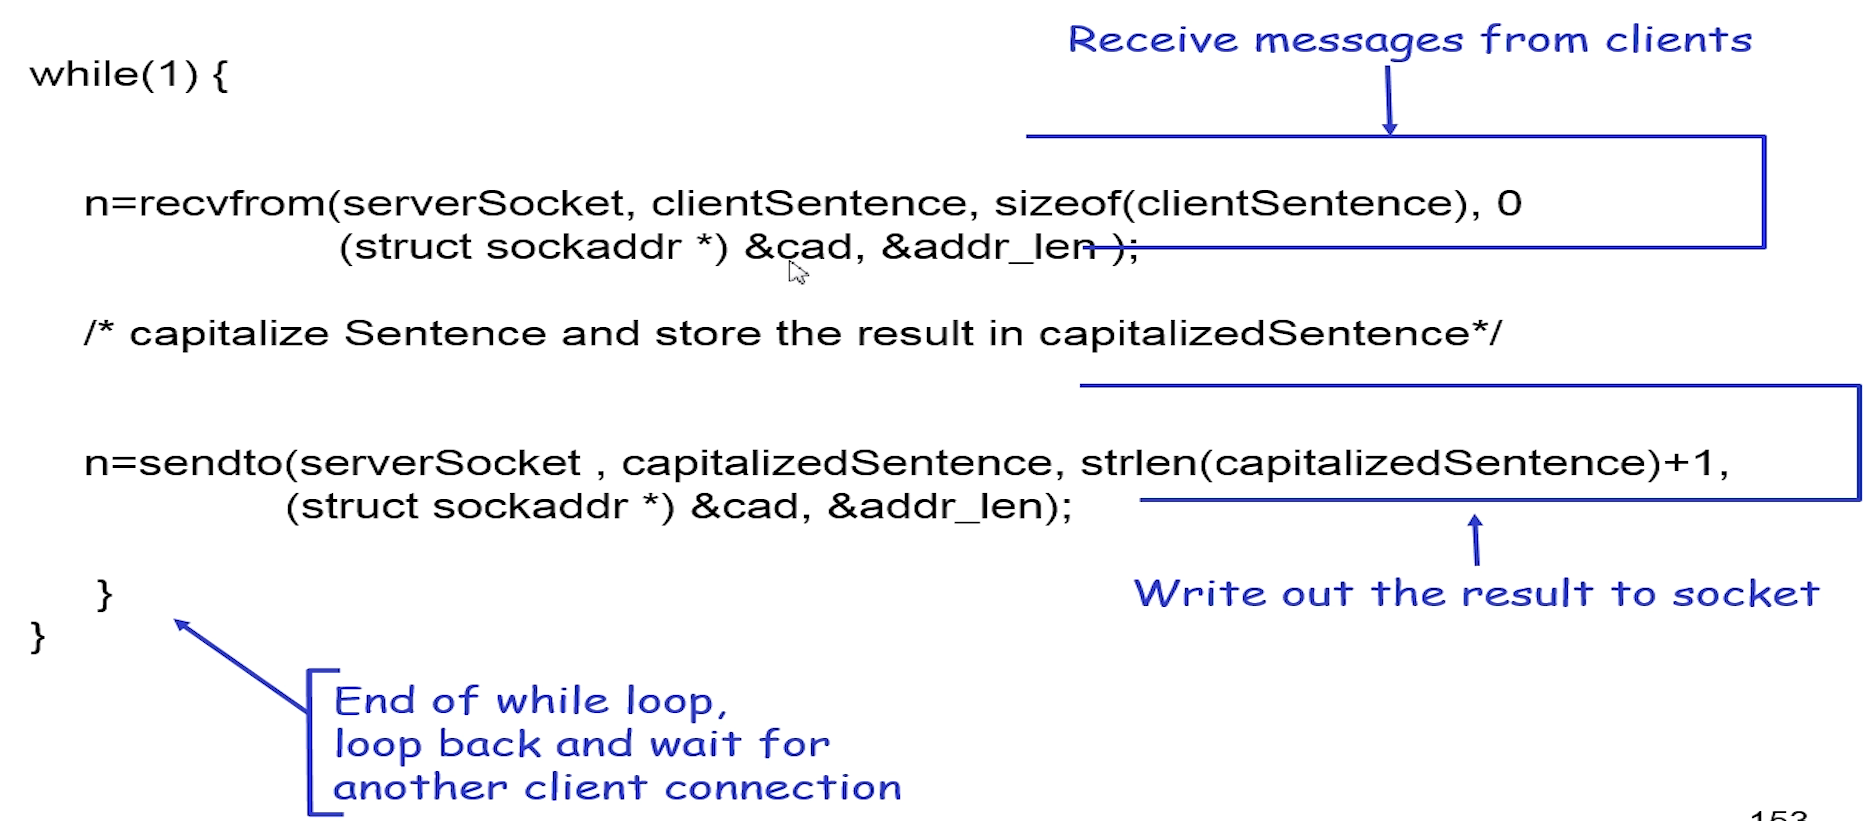 Receive messages from clients
while(1) {
n=recvfrom(serverSocket, clientSentence, sizeof(clientSentence), 0
(struct sockaddr *) &cad, &addr_len );
/* capitalize Sentence and store the result in capitalizedSentence*/
n=sendto(serverSocket , capitalizedSentence, strlen(capitalizedSentence)+1,
(struct sockaddr *) &cad, &addr_len);
}
Write out the result to socket
}
End of while loop,
loop back and wait for
another client connection
153